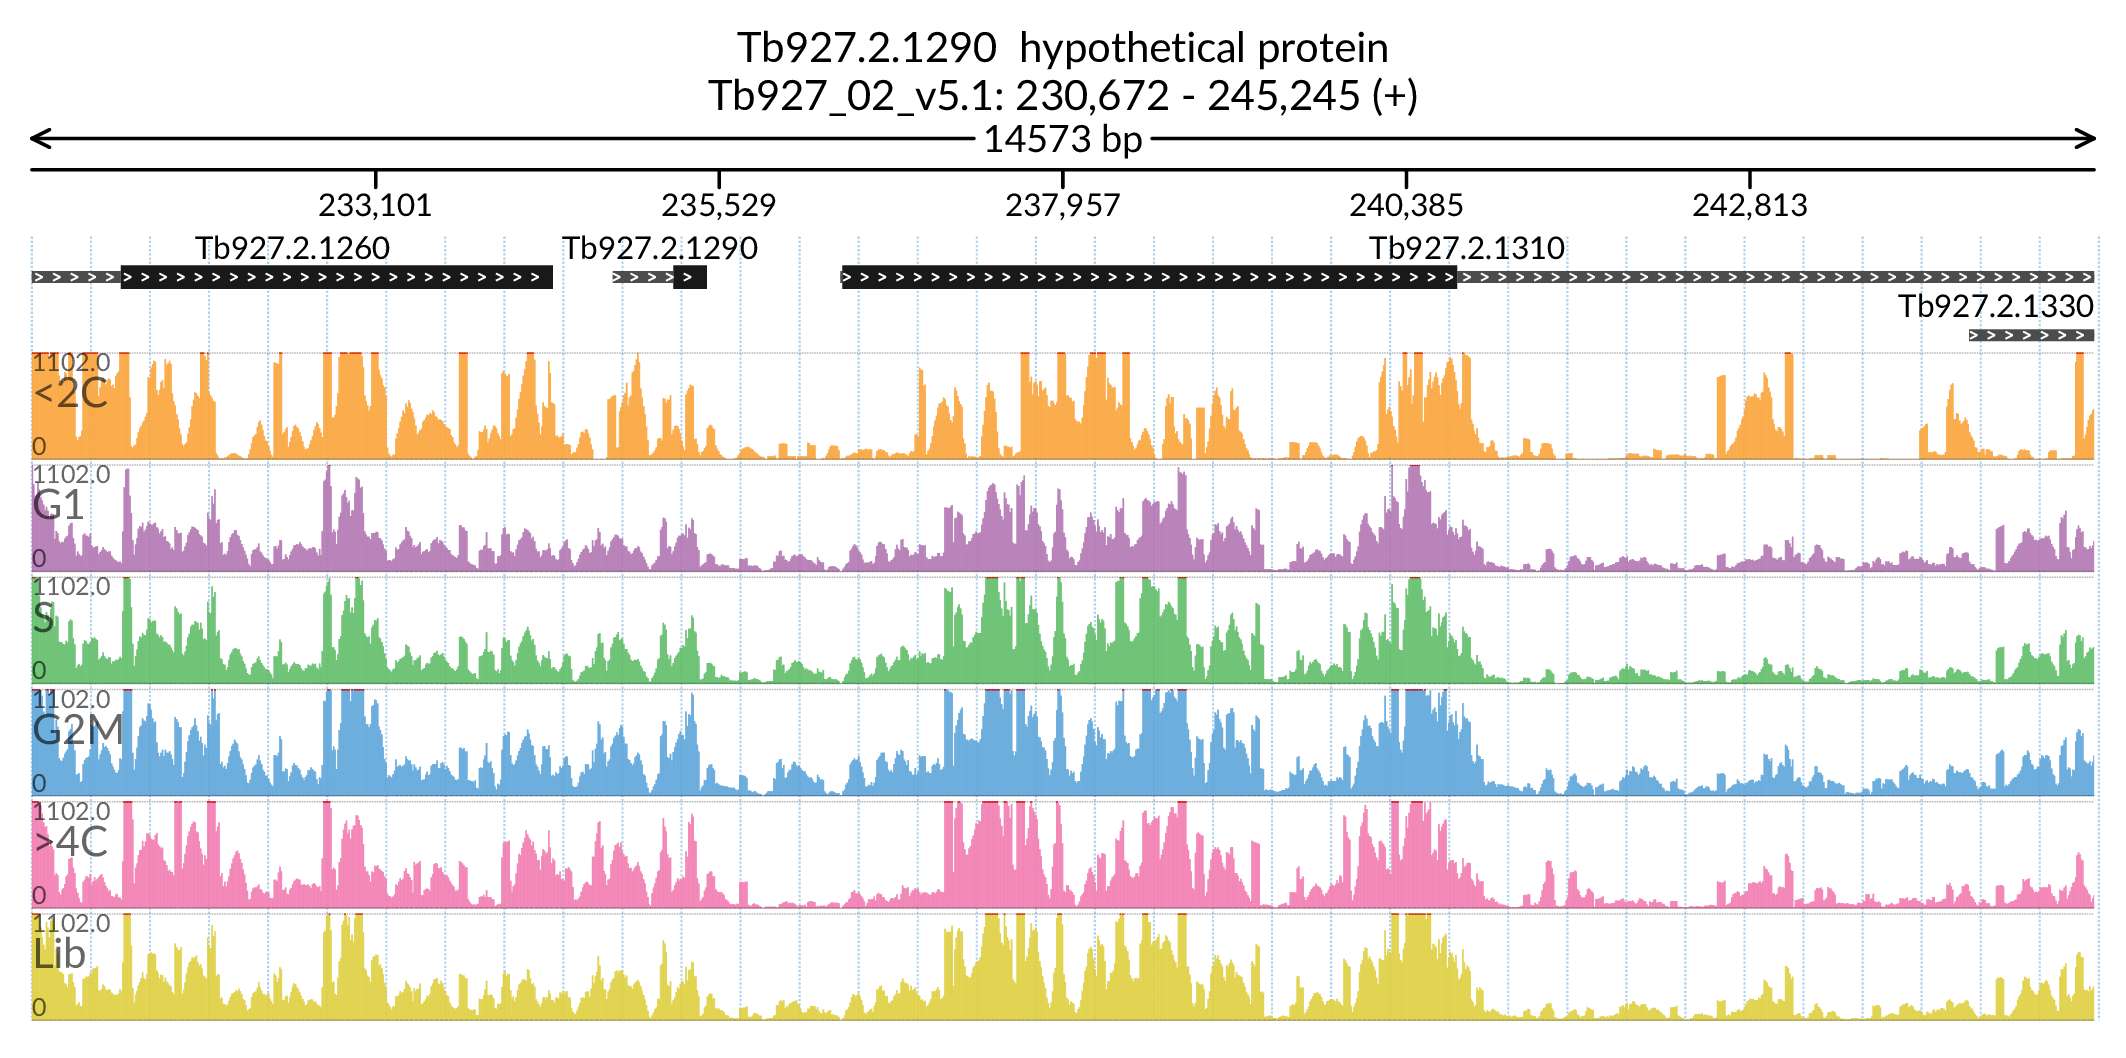 Tb927.2.1290  hypothetical protein
Tb927_02_v5.1: 230,672 - 245,245 (+)
14573 bp
233,101 235,529 237,957 240,385 242,813
Tb927.2.1260 Tb927.2.1290 Tb927.2.1310
Tb927.2.1330
1102.0
<2C
0
1102.0
G1
0
1102.0
S
0
1102.0
G2M
0
1102.0
>4C
0
1102.0
Lib
0